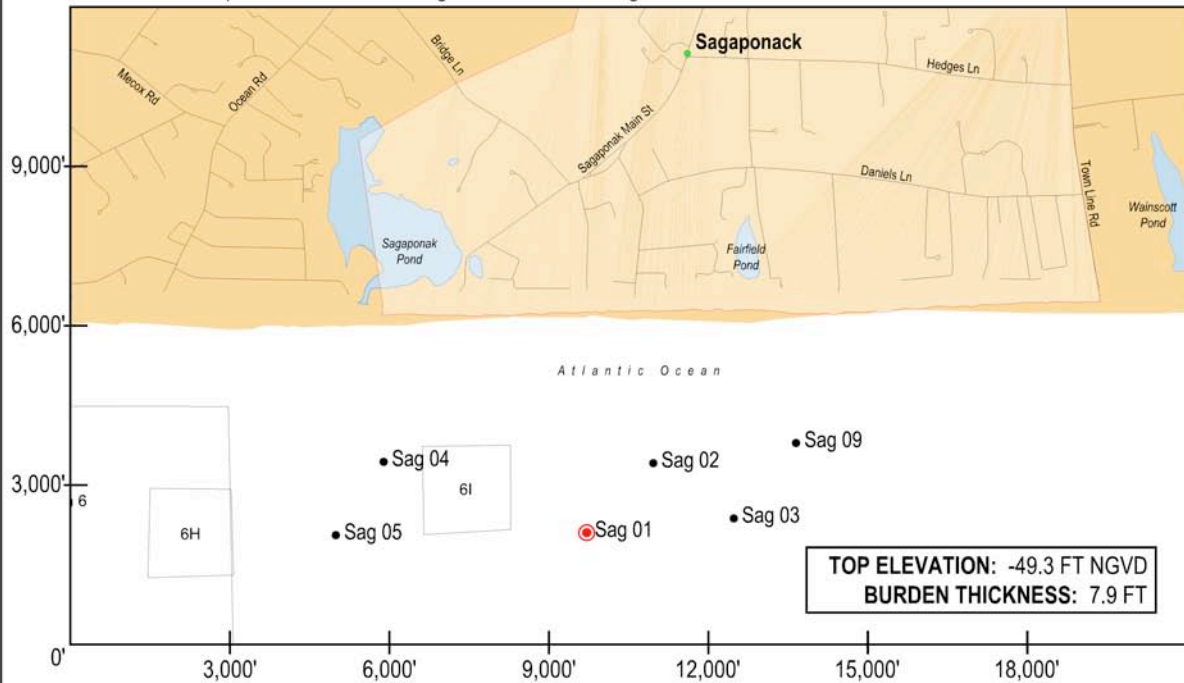 Sagaponack
Bridge Ln
Hedges Ln
Mecox Rd
Ocean Rd
Sagaponak Main St
9,000'
Daniels Ln
Town Line Rd
Wainscott
Pond
Sagaponak
Pond
Fairfield
Pond
6,000'
Atlantic Ocean
Sag 09
Sag 04
Sag 02
3,000'
6I
6
Sag 03
6H
Sag 05
Sag 01
TOP ELEVATION: -49.3 FT NGVD
BURDEN THICKNESS: 7.9 FT
0'
3,000'
6,000'
9,000'
12,000'
15,000'
18,000'